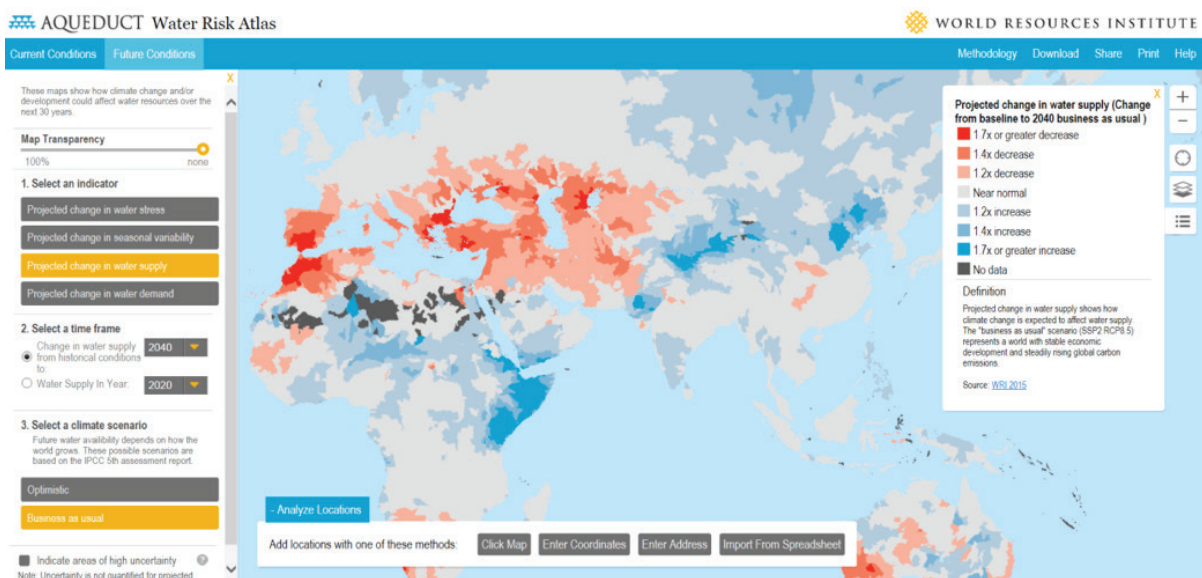 AQUEDUCT Water Risk Atlas
WORLD RESOURCES INSTITUTE
Current Conditions Future Conditions
Methodology Download Share Print Help
X
These maps show how climate change and/or
development could affect water resources over the
next 30 years.
Map Transparency
100% none
1. Select an indicator
Projected change in water stress
Projected change in seasonal variability
Projected change in water supply
Projected change in water demand
2. Select a time frame
Change in water supply
from historical conditions
to:
2040
Water Supply In Year:
2020
3. Select a climate scenario
Future water availibility depends on how the
world grows. These possible scenarios are
based on the IPCC 5th assessment report.
Optimistic
Business as usual
Indicate areas of high uncertainty ?
Note: Uncertainty is not quantified for projected
X
Projected change in water supply (Change
from baseline to 2040 business as usual )
1.7x or greater decrease
1.4x decrease
1.2x decrease
Near normal
1.2x increase
1.4x increase
1.7x or greater increase
No data
Definition
Projected change in water supply shows how
climate change is expected to affect water supply.
The "business as usual" scenario (SSP2 RCP8.5)
represents a world with stable economic
development and steadily rising global carbon
emissions.
Source: WRI 2015
+
−
- Analyze Locations
Add locations with one of these methods: Click Map Enter Coordinates Enter Address Import From Spreadsheet